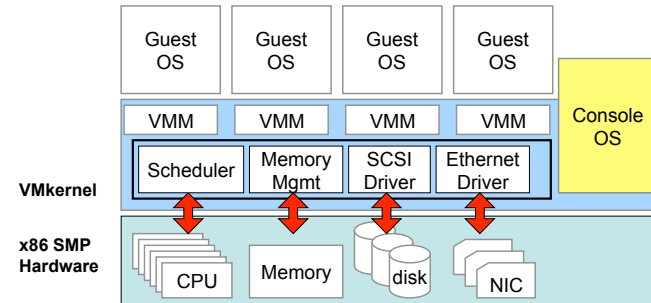 Guest
OS
Guest
OS
Guest
OS
Guest
OS
Console
OS
VMM
VMM
VMM
VMM
Scheduler
Memory
Mgmt
SCSI
Driver
Ethernet
Driver
VMkernel
x86 SMP
Hardware
CPU
Memory
disk
NIC